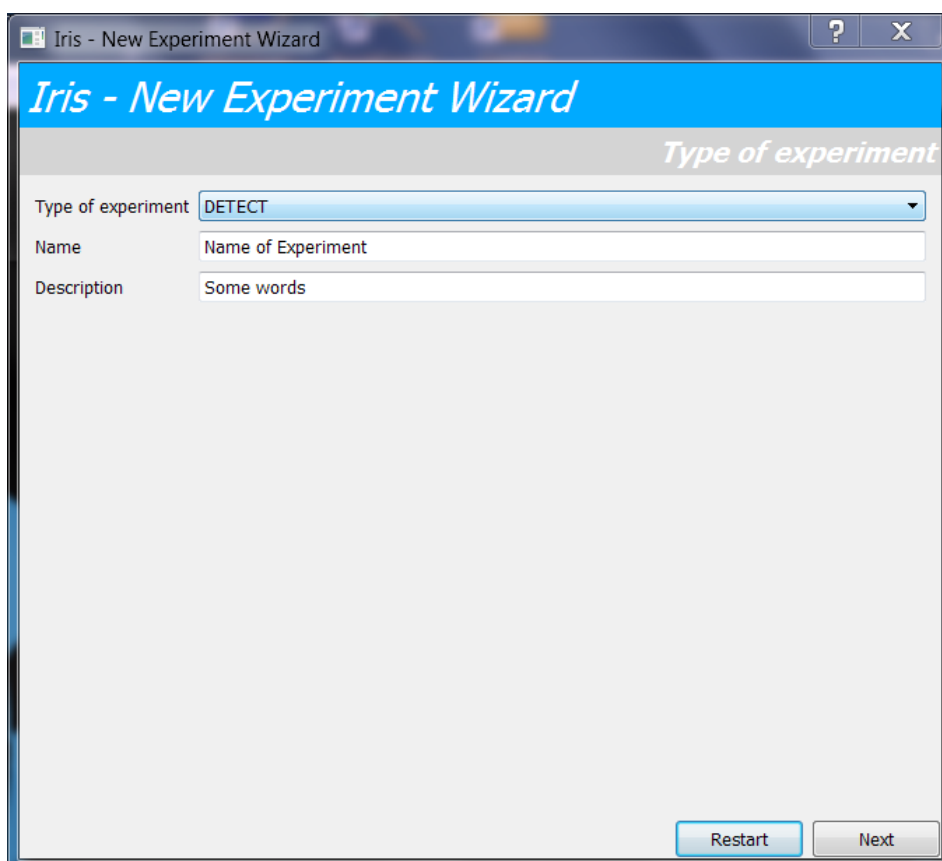 Iris - New Experiment Wizard
? X
Iris - New Experiment Wizard
Type of experiment
Type of experiment DETECT
Name Name of Experiment
Description Some words
Restart Next